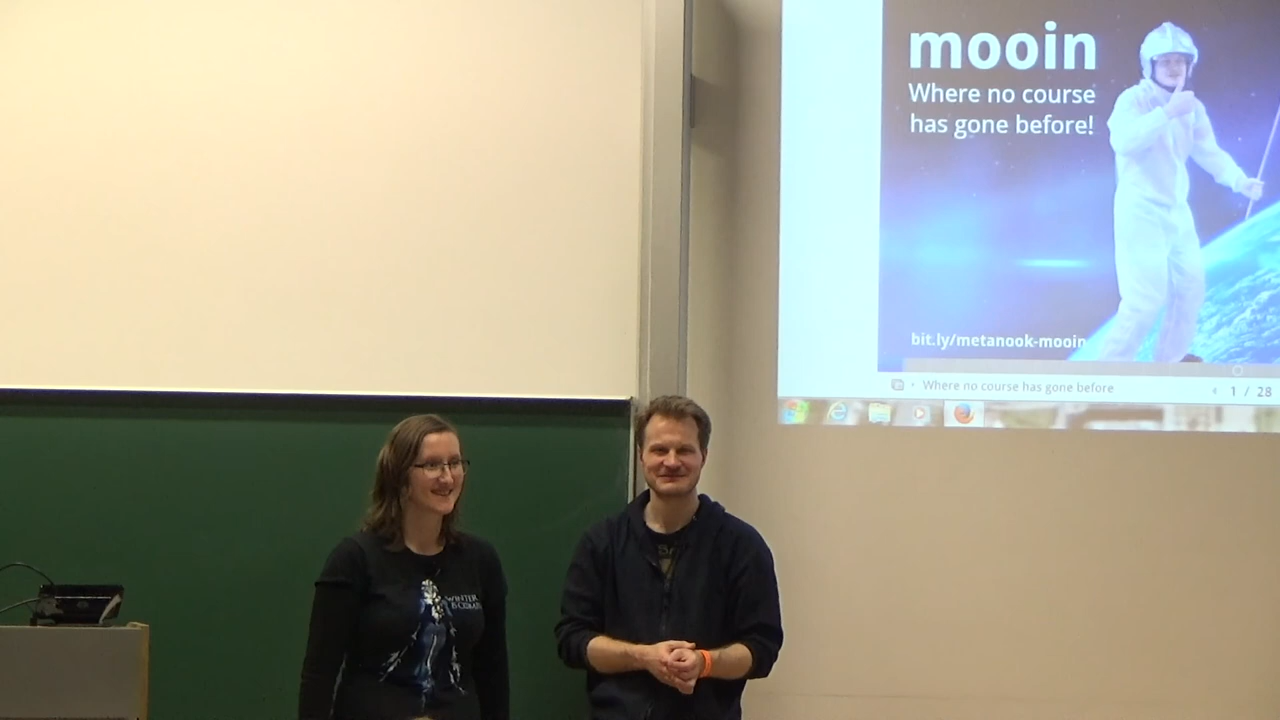 mooin
Where no course
has gone before!
bit.ly/metanook-mooin
Where no course has gone before
1 / 28
WINTER